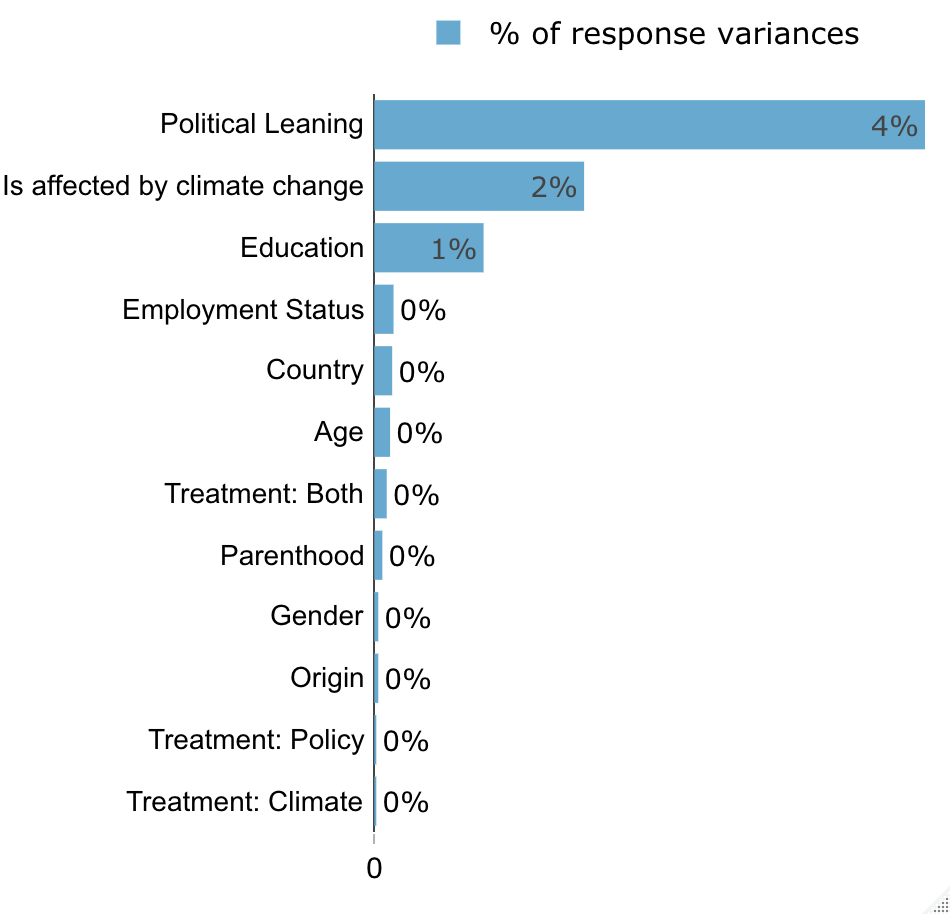 % of response variances
Political Leaning 4%
Is affected by climate change 2%
Education 1%
Employment Status 0%
Country 0%
Age 0%
Treatment: Both 0%
Parenthood 0%
Gender 0%
Origin 0%
Treatment: Policy 0%
Treatment: Climate 0%
0